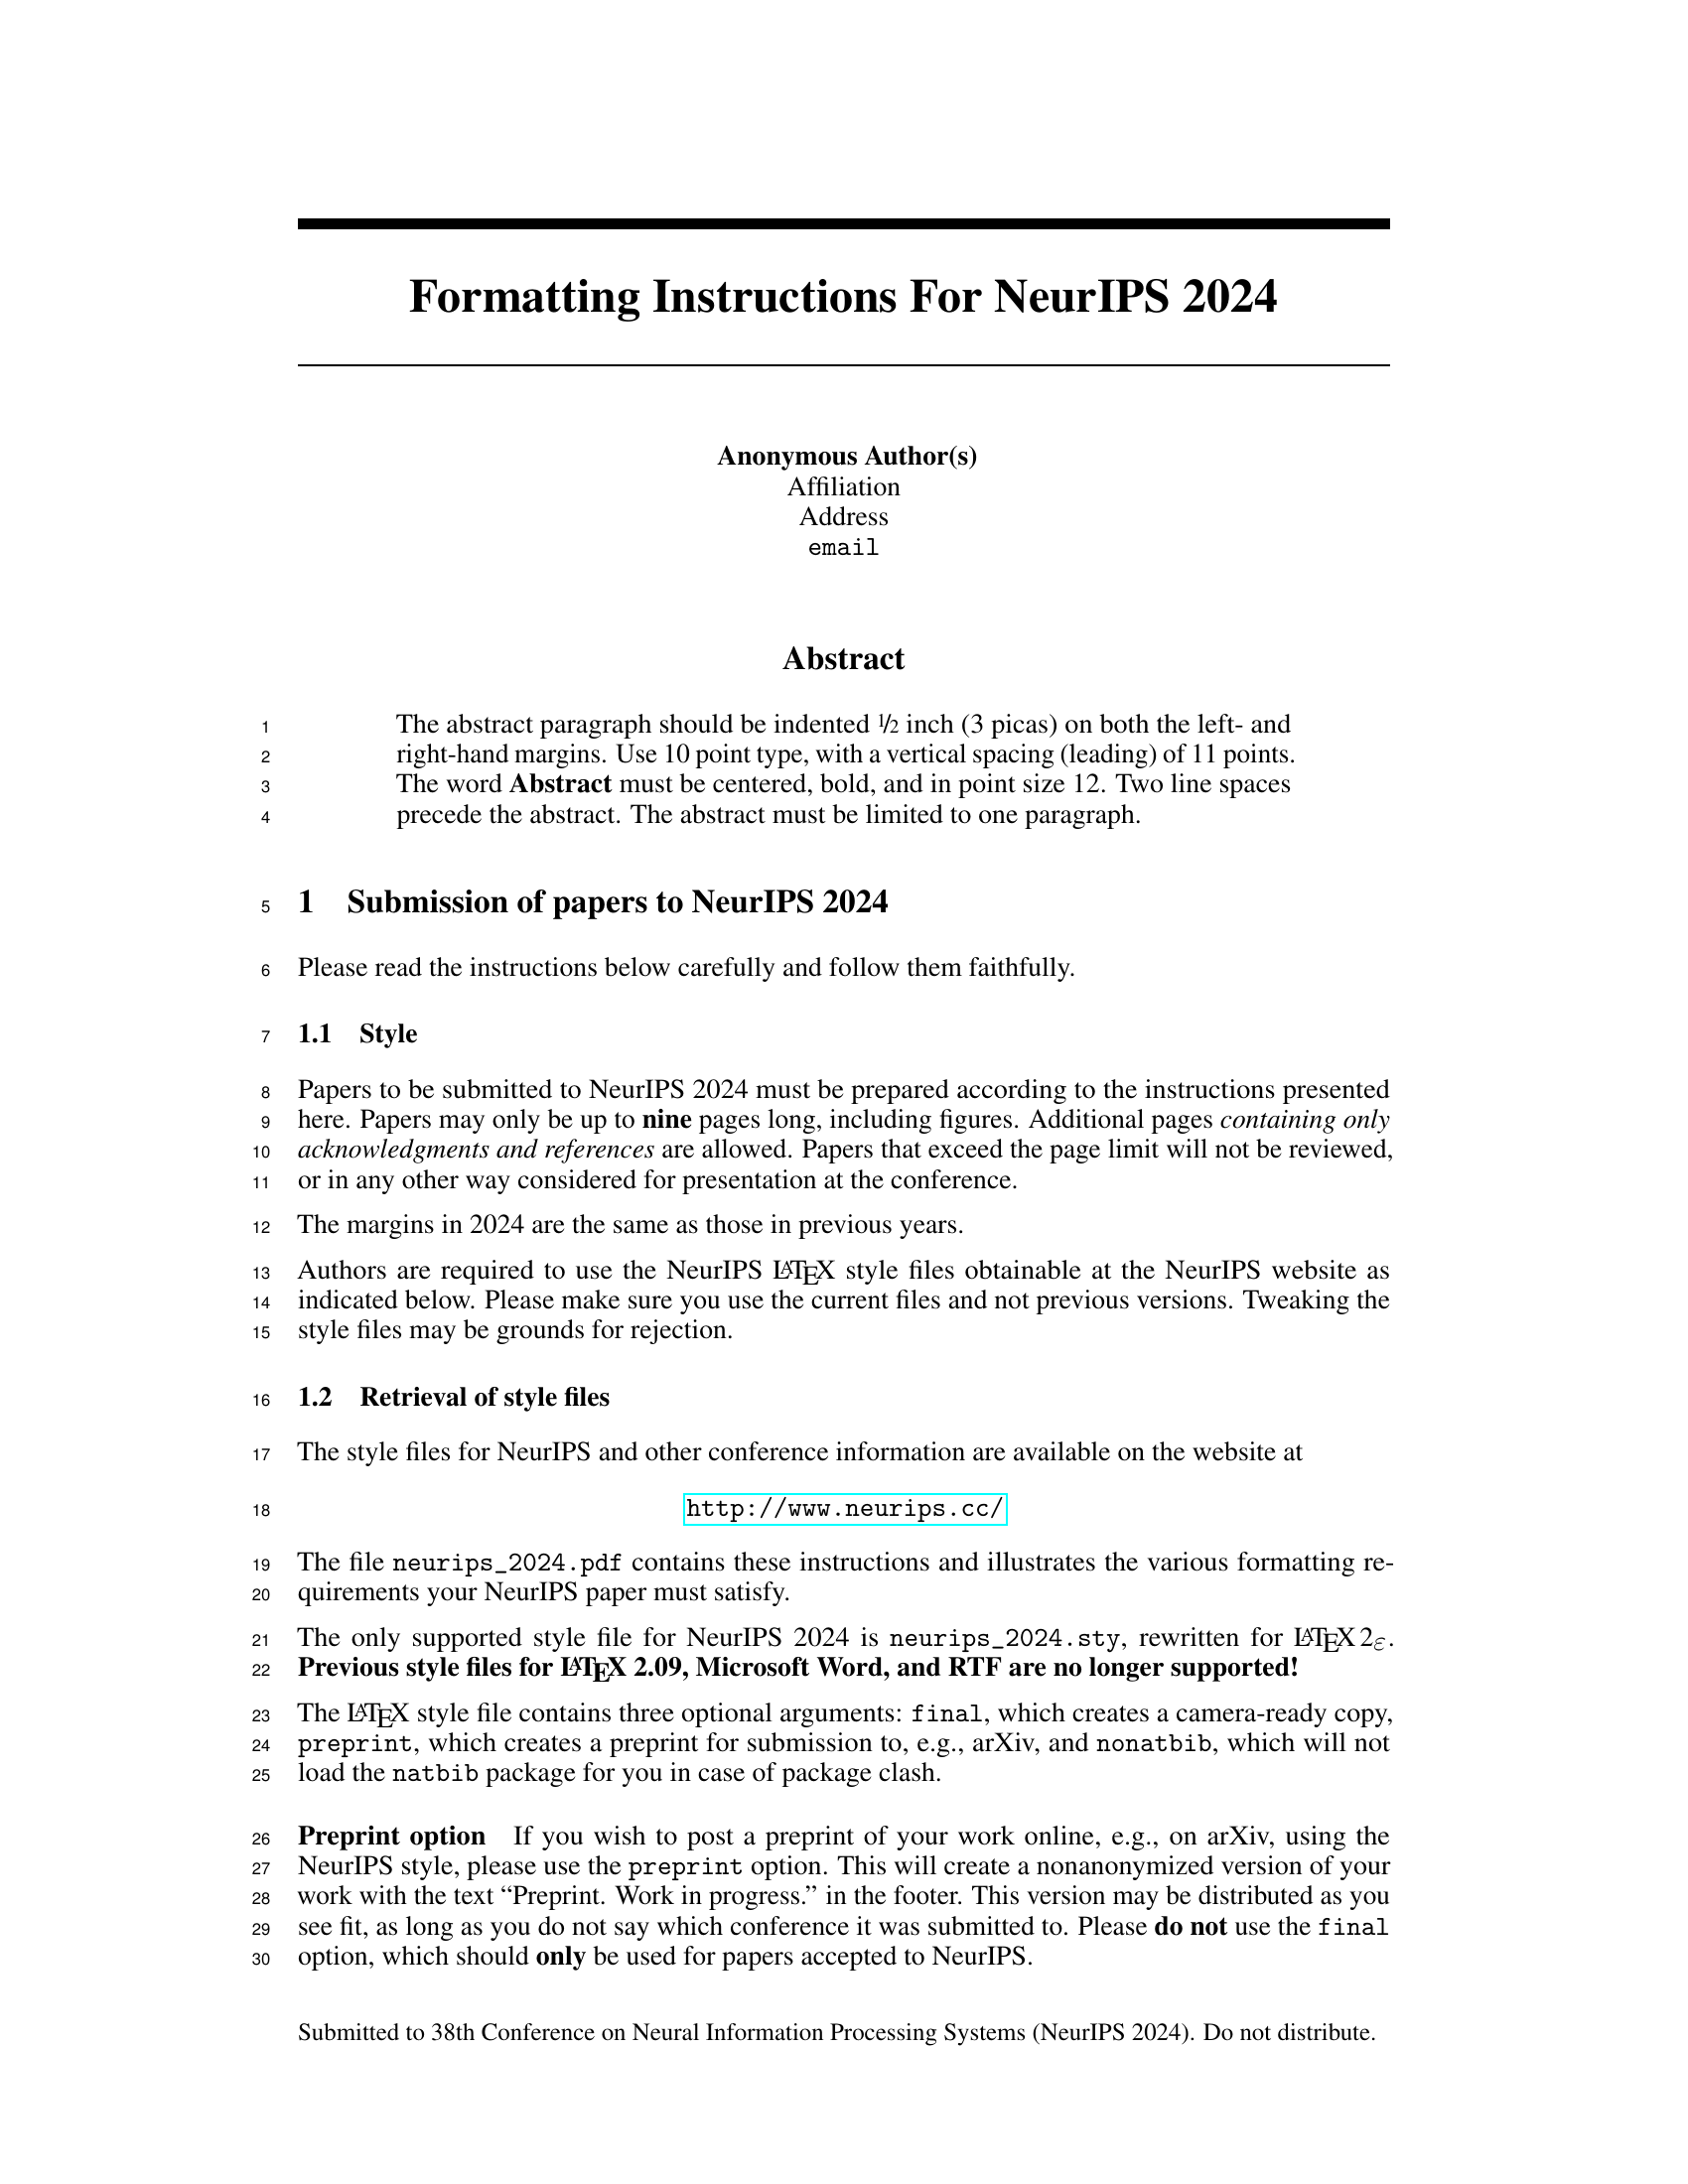 Formatting Instructions For NeurIPS 2024
Anonymous Author(s)
Affiliation
Address
email
Abstract
1 The abstract paragraph should be indented 1/2 inch (3 picas) on both the left- and
2 right-hand margins. Use 10 point type, with a vertical spacing (leading) of 11 points.
3 The word Abstract must be centered, bold, and in point size 12. Two line spaces
4 precede the abstract. The abstract must be limited to one paragraph.
5 1 Submission of papers to NeurIPS 2024
6 Please read the instructions below carefully and follow them faithfully.
7 1.1 Style
8 Papers to be submitted to NeurIPS 2024 must be prepared according to the instructions presented
9 here. Papers may only be up to nine pages long, including figures. Additional pages containing only
10 acknowledgments and references are allowed. Papers that exceed the page limit will not be reviewed,
11 or in any other way considered for presentation at the conference.
12 The margins in 2024 are the same as those in previous years.
13 Authors are required to use the NeurIPS LATEX style files obtainable at the NeurIPS website as
14 indicated below. Please make sure you use the current files and not previous versions. Tweaking the
15 style files may be grounds for rejection.
16 1.2 Retrieval of style files
17 The style files for NeurIPS and other conference information are available on the website at
18 http://www.neurips.cc/
19 The file neurips_2024.pdf contains these instructions and illustrates the various formatting re-
20 quirements your NeurIPS paper must satisfy.
21 The only supported style file for NeurIPS 2024 is neurips_2024.sty, rewritten for LATEX 2ε.
22 Previous style files for LATEX 2.09, Microsoft Word, and RTF are no longer supported!
23 The LATEX style file contains three optional arguments: final, which creates a camera-ready copy,
24 preprint, which creates a preprint for submission to, e.g., arXiv, and nonatbib, which will not
25 load the natbib package for you in case of package clash.
26 Preprint option If you wish to post a preprint of your work online, e.g., on arXiv, using the
27 NeurIPS style, please use the preprint option. This will create a nonanonymized version of your
28 work with the text “Preprint. Work in progress.” in the footer. This version may be distributed as you
29 see fit, as long as you do not say which conference it was submitted to. Please do not use the final
30 option, which should only be used for papers accepted to NeurIPS.
Submitted to 38th Conference on Neural Information Processing Systems (NeurIPS 2024). Do not distribute.